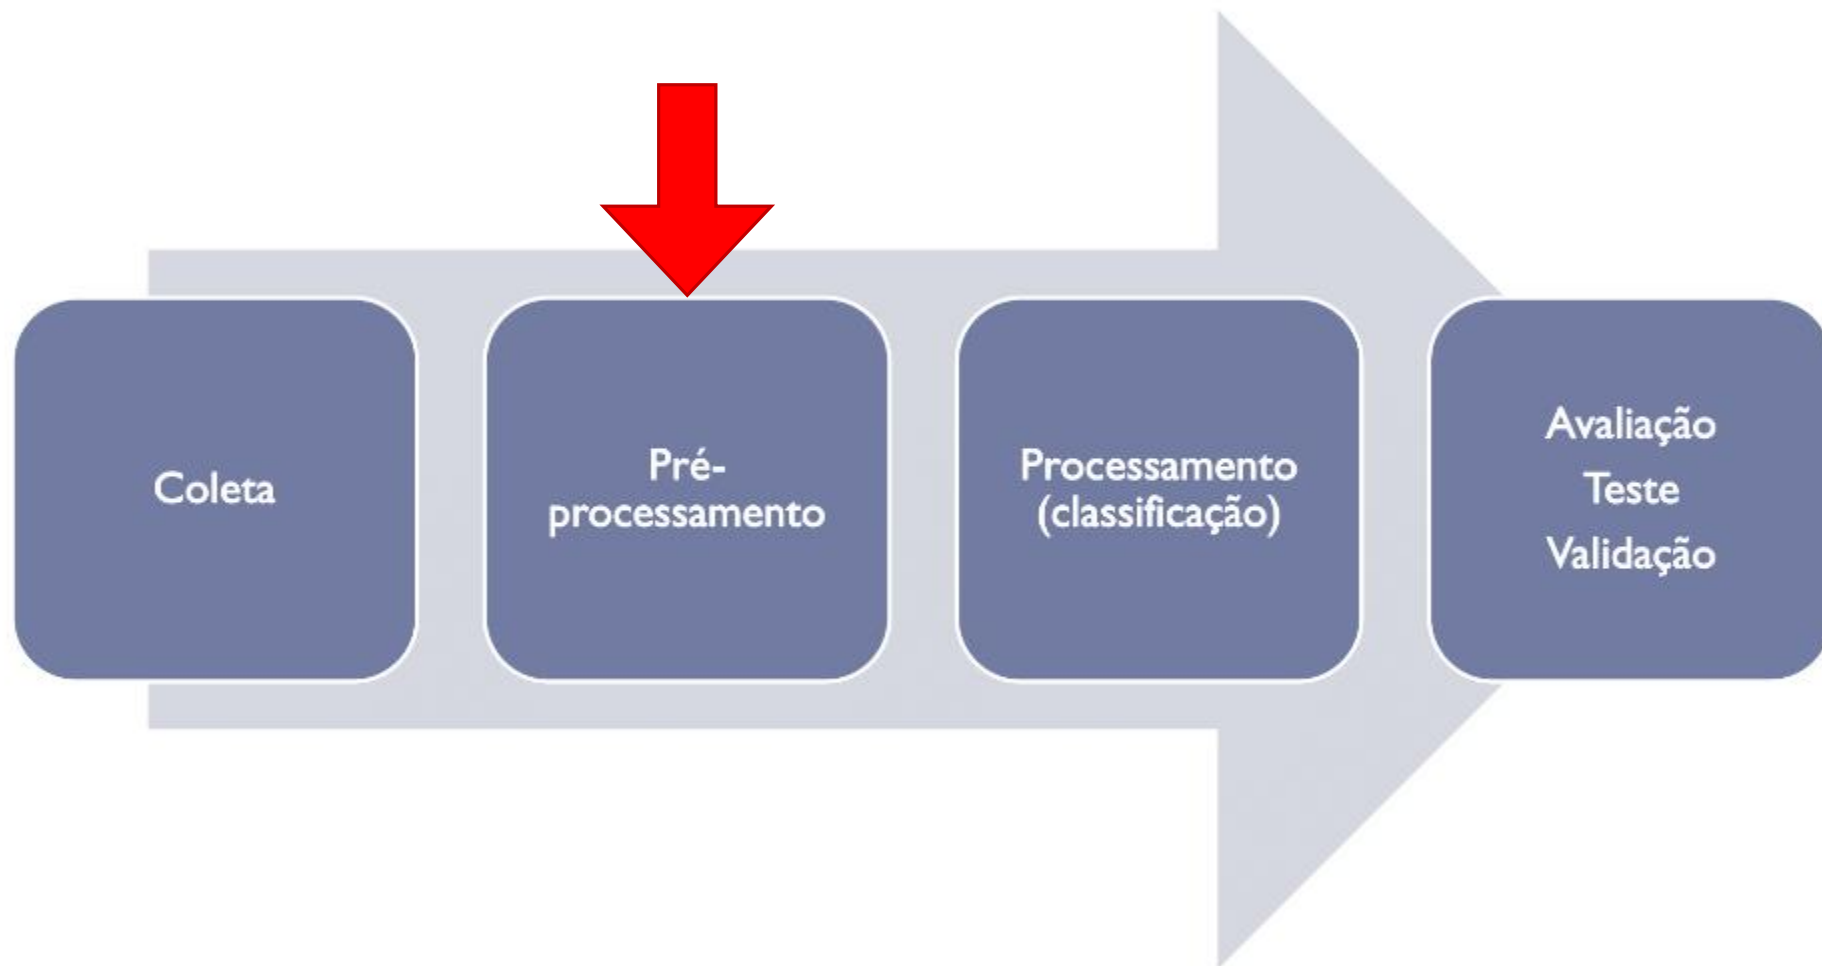 Coleta
Pré-
processamento
Processamento
(classificação)
Avaliação
Teste
Validação